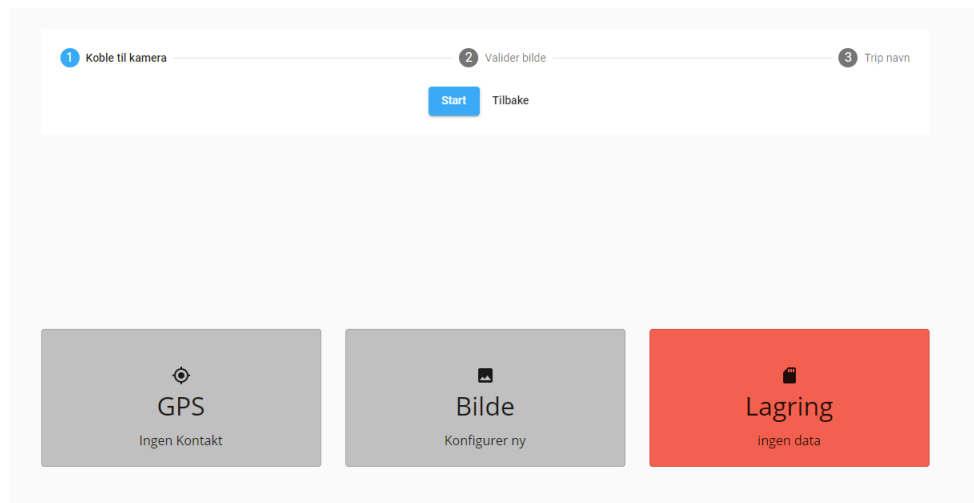 1 Koble til kamera 2 Valider bilde 3 Trip navn
Start Tilbake
GPS
Ingen Kontakt
Bilde
Konfigurer ny
Lagring
ingen data